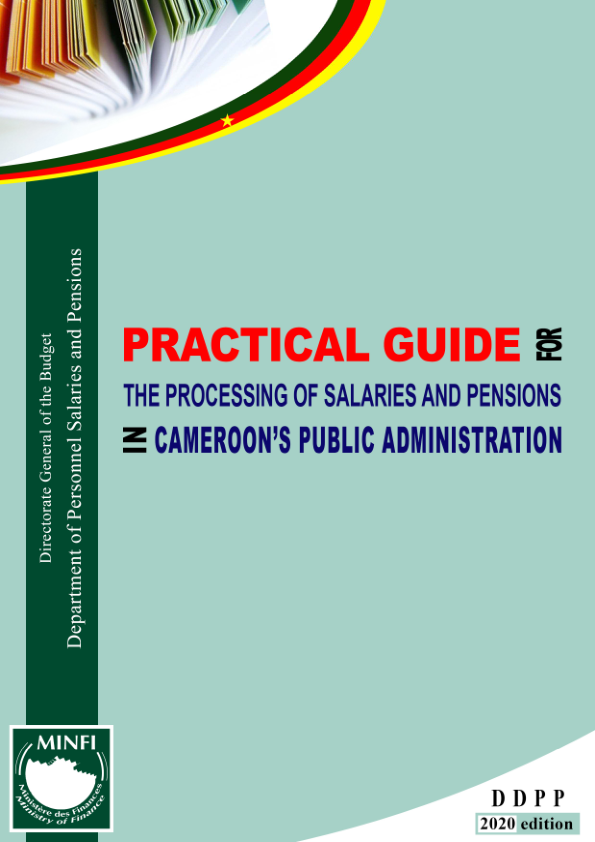 Directorate General of the Budget
Department of Personnel Salaries and Pensions
PRACTICAL GUIDE FOR
THE PROCESSING OF SALARIES AND PENSIONS
IN CAMEROON'S PUBLIC ADMINISTRATION
MINFI
Ministère des Finances
Ministry of Finance
DDPP
2020 edition